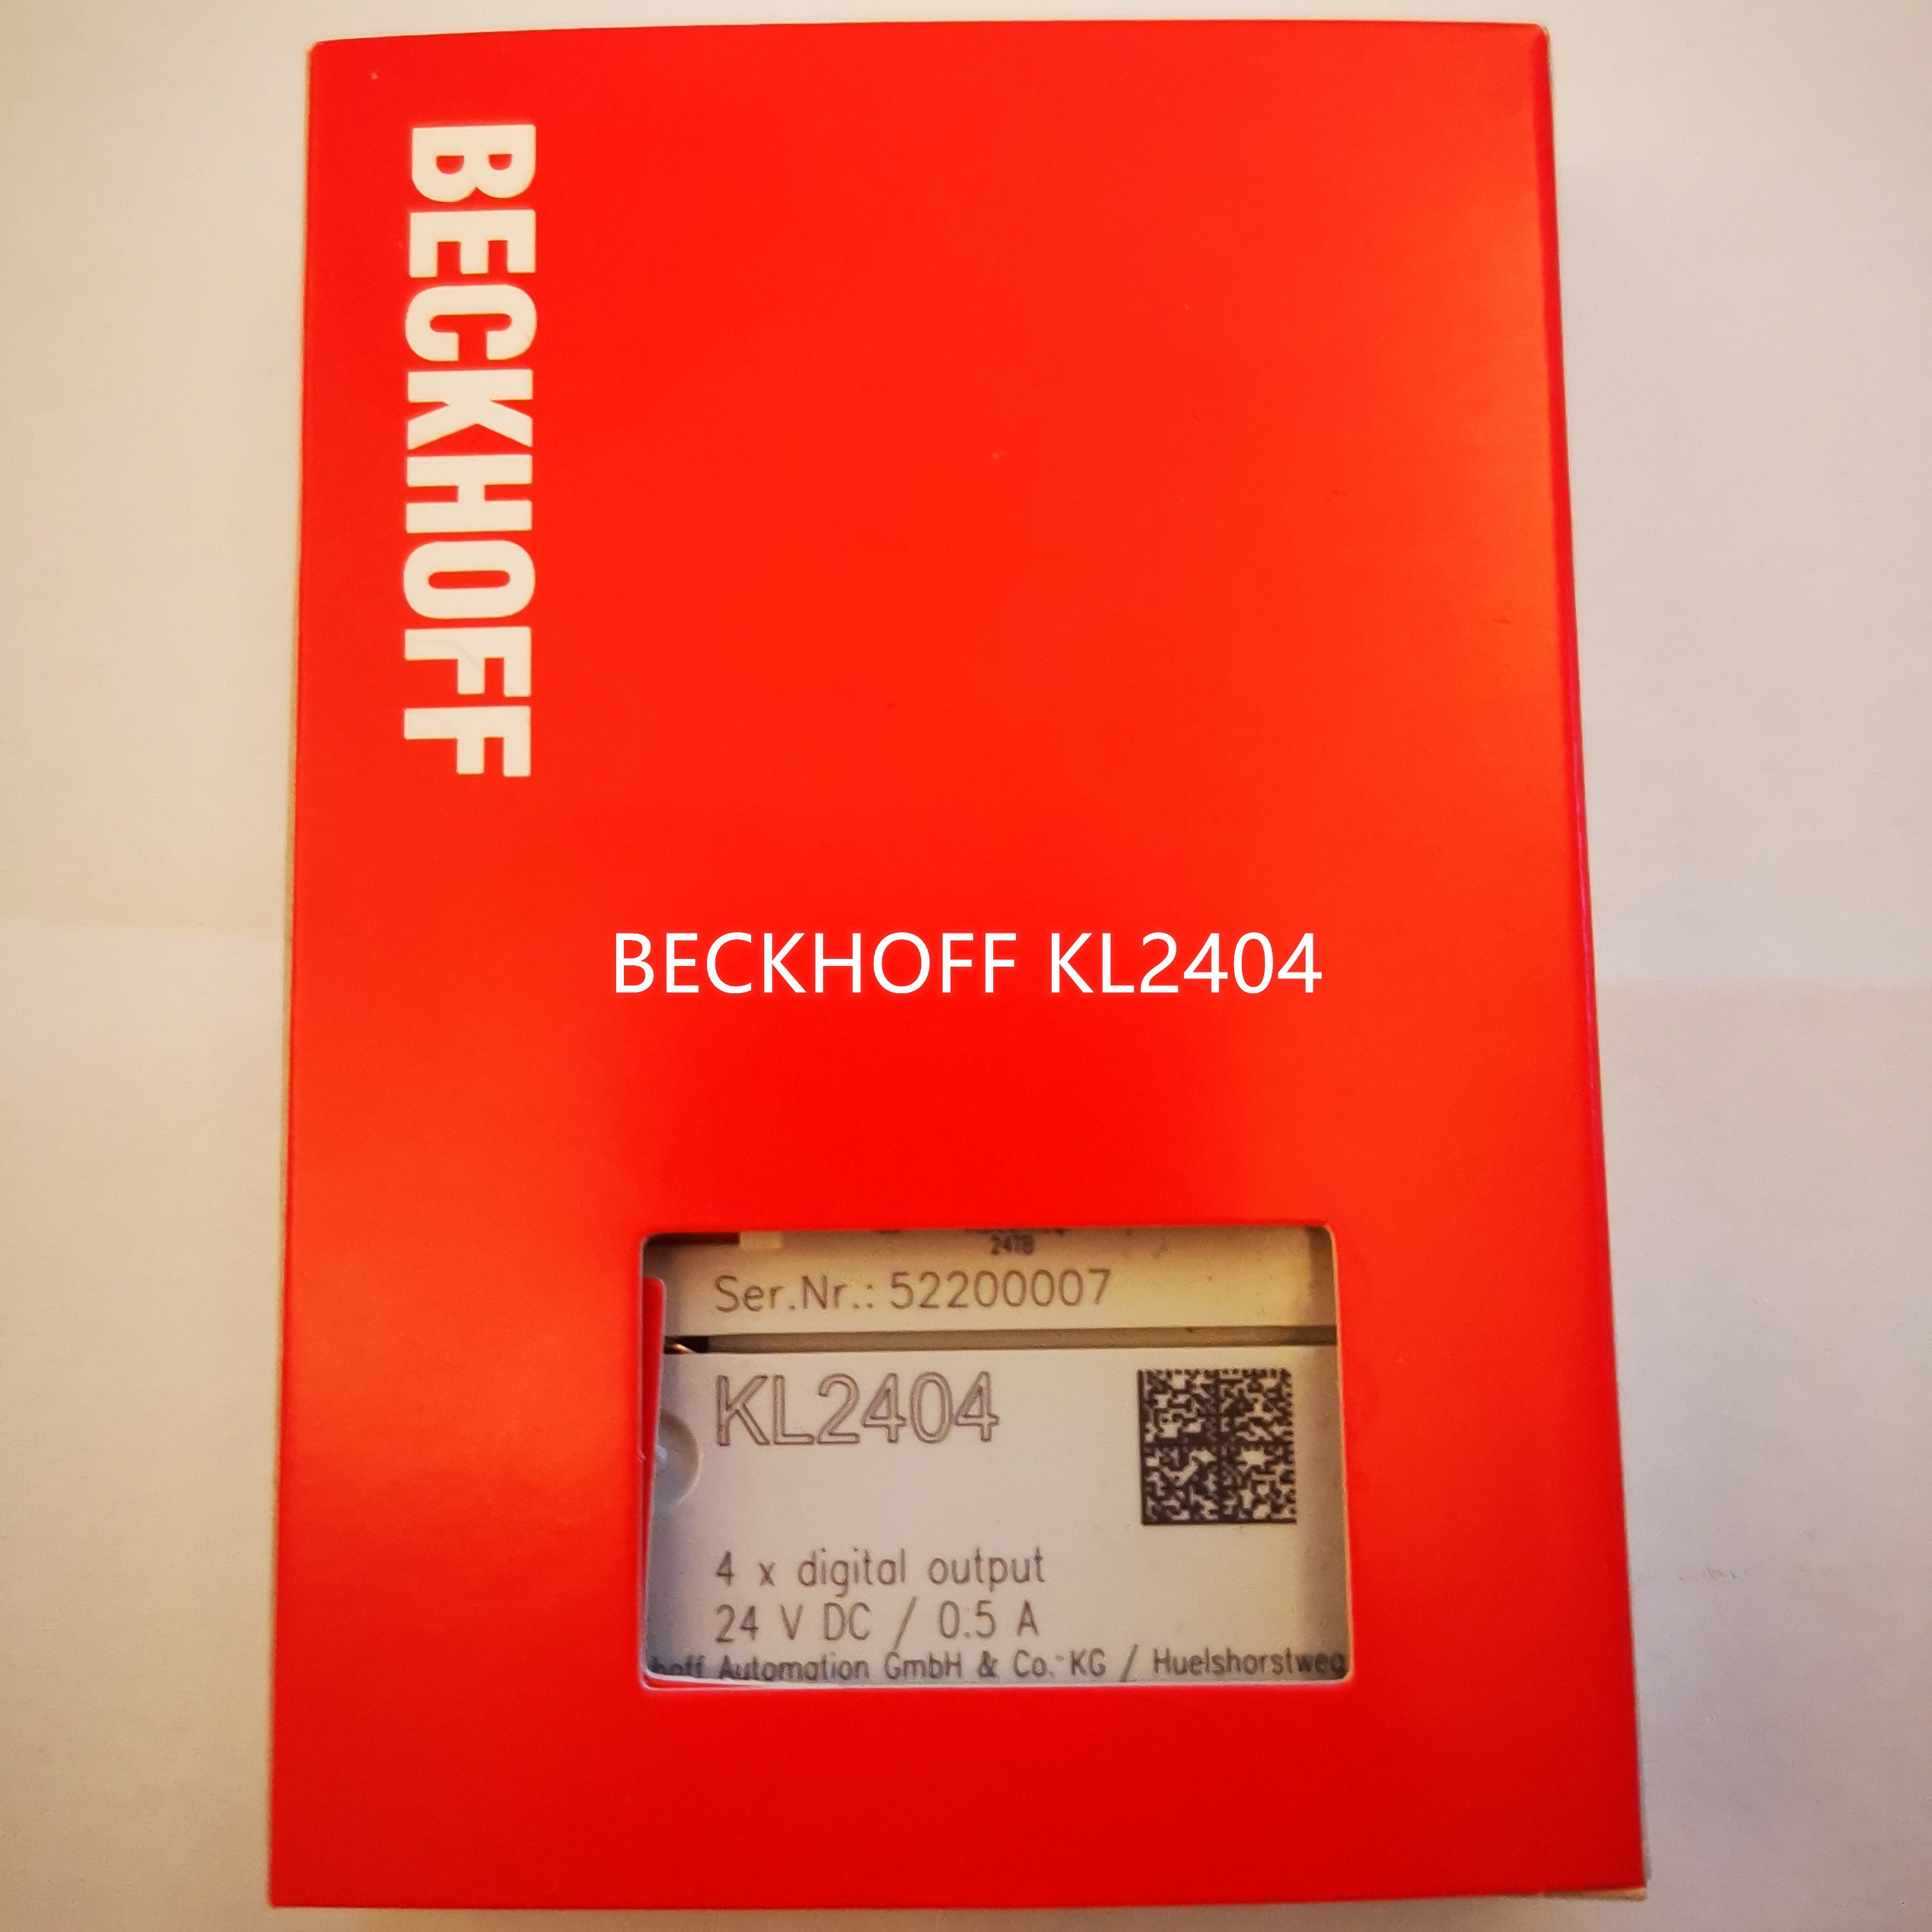 BECKHOFF
BECKHOFF KL2404
Ser.Nr.: 52200007
KL2404
4 x digital output
24 V DC / 0.5 A
Automation GmbH & Co. KG / Huelshorstweg